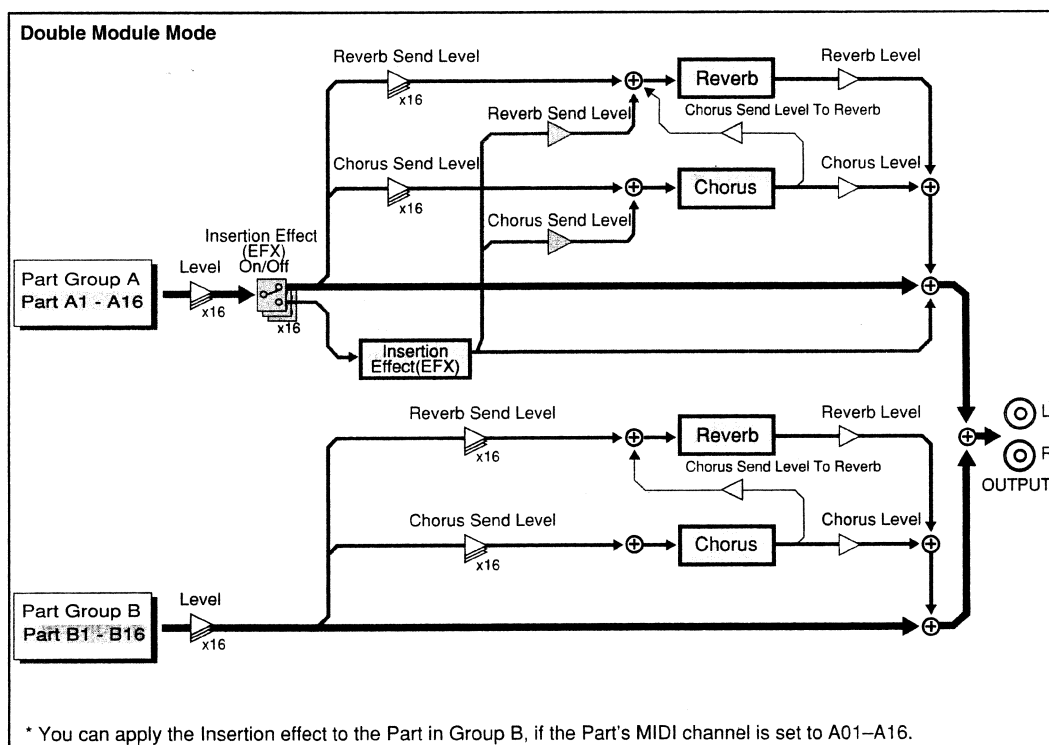 Double Module Mode
Reverb Send Level
x16
Reverb
Reverb Level
Reverb Send Level
Chorus Send Level To Reverb
Chorus Send Level
x16
Chorus
Chorus Level
Chorus Send Level
Insertion Effect
(EFX)
On/Off
x16
Part Group A
Part A1 - A16
Level
x16
Insertion
Effect(EFX)
Reverb Send Level
x16
Reverb
Reverb Level
Chorus Send Level To Reverb
Chorus Send Level
x16
Chorus
Chorus Level
L
R
OUTPUT
Part Group B
Part B1 - B16
Level
x16
* You can apply the Insertion effect to the Part in Group B, if the Part's MIDI channel is set to A01–A16.